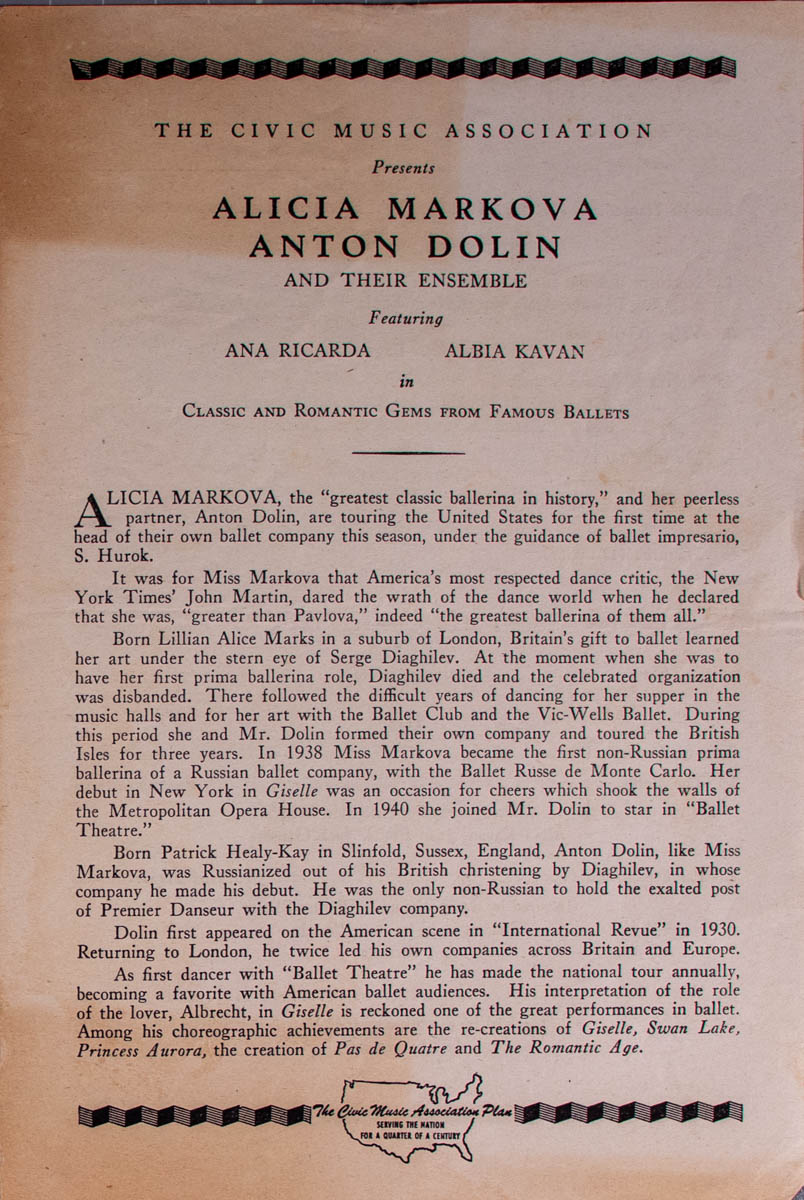 THE CIVIC MUSIC ASSOCIATION
Presents
ALICIA MARKOVA
ANTON DOLIN
AND THEIR ENSEMBLE
Featuring
ANA RICARDA ALBIA KAVAN
in
CLASSIC AND ROMANTIC GEMS FROM FAMOUS BALLETS
ALICIA MARKOVA, the “greatest classic ballerina in history,” and her peerless
partner, Anton Dolin, are touring the United States for the first time at the
head of their own ballet company this season, under the guidance of ballet impresario,
S. Hurok.
It was for Miss Markova that America’s most respected dance critic, the New
York Times’ John Martin, dared the wrath of the dance world when he declared
that she was, “greater than Pavlova,” indeed “the greatest ballerina of them all.”
Born Lillian Alice Marks in a suburb of London, Britain’s gift to ballet learned
her art under the stern eye of Serge Diaghilev. At the moment when she was to
have her first prima ballerina role, Diaghilev died and the celebrated organization
was disbanded. There followed the difficult years of dancing for her supper in the
music halls and for her art with the Ballet Club and the Vic-Wells Ballet. During
this period she and Mr. Dolin formed their own company and toured the British
Isles for three years. In 1938 Miss Markova became the first non-Russian prima
ballerina of a Russian ballet company, with the Ballet Russe de Monte Carlo. Her
debut in New York in Giselle was an occasion for cheers which shook the walls of
the Metropolitan Opera House. In 1940 she joined Mr. Dolin to star in “Ballet
Theatre.”
Born Patrick Healy-Kay in Slinfold, Sussex, England, Anton Dolin, like Miss
Markova, was Russianized out of his British christening by Diaghilev, in whose
company he made his debut. He was the only non-Russian to hold the exalted post
of Premier Danseur with the Diaghilev company.
Dolin first appeared on the American scene in “International Revue” in 1930.
Returning to London, he twice led his own companies across Britain and Europe.
As first dancer with “Ballet Theatre” he has made the national tour annually,
becoming a favorite with American ballet audiences. His interpretation of the role
of the lover, Albrecht, in Giselle is reckoned one of the great performances in ballet.
Among his choreographic achievements are the re-creations of Giselle, Swan Lake,
Princess Aurora, the creation of Pas de Quatre and The Romantic Age.
The Civic Music Association Plan
SERVING THE NATION
FOR A QUARTER OF A CENTURY